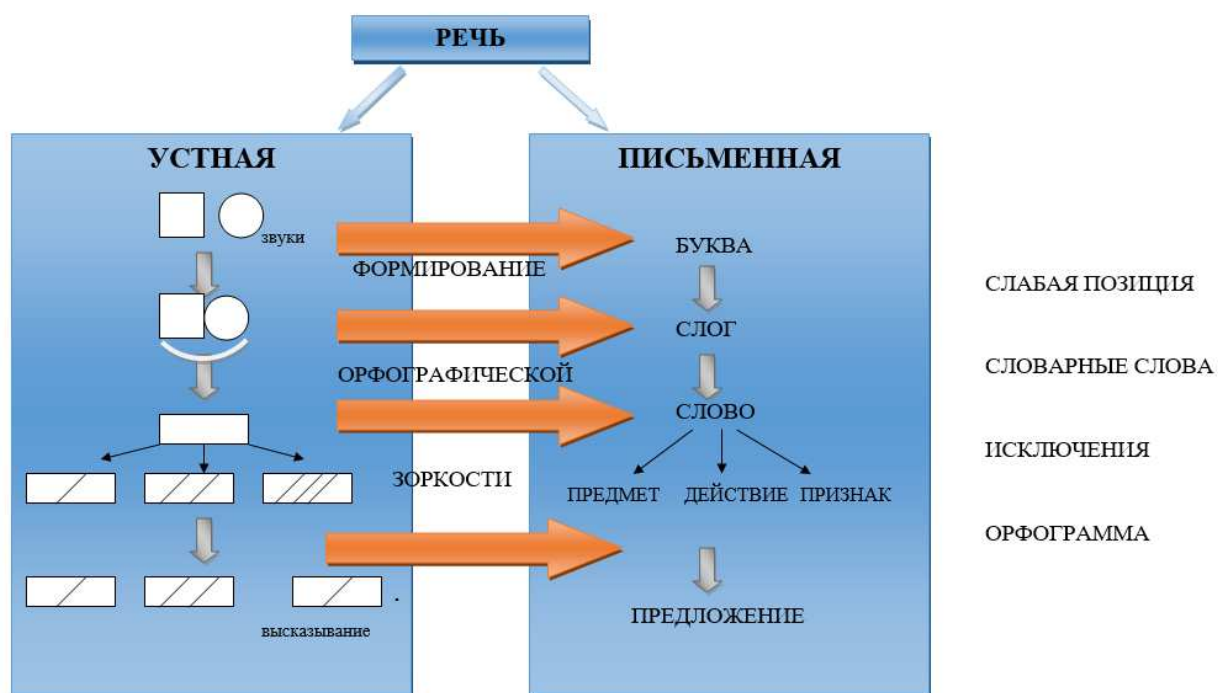 РЕЧЬ
УСТНАЯ
звуки
высказывание
ФОРМИРОВАНИЕ
ОРФОГРАФИЧЕСКОЙ
ЗОРКОСТИ
ПИСЬМЕННАЯ
БУКВА
СЛОГ
СЛОВО
ПРЕДМЕТ ДЕЙСТВИЕ ПРИЗНАК
ПРЕДЛОЖЕНИЕ
СЛАБАЯ ПОЗИЦИЯ
СЛОВАРНЫЕ СЛОВА
ИСКЛЮЧЕНИЯ
ОРФОГРАММА